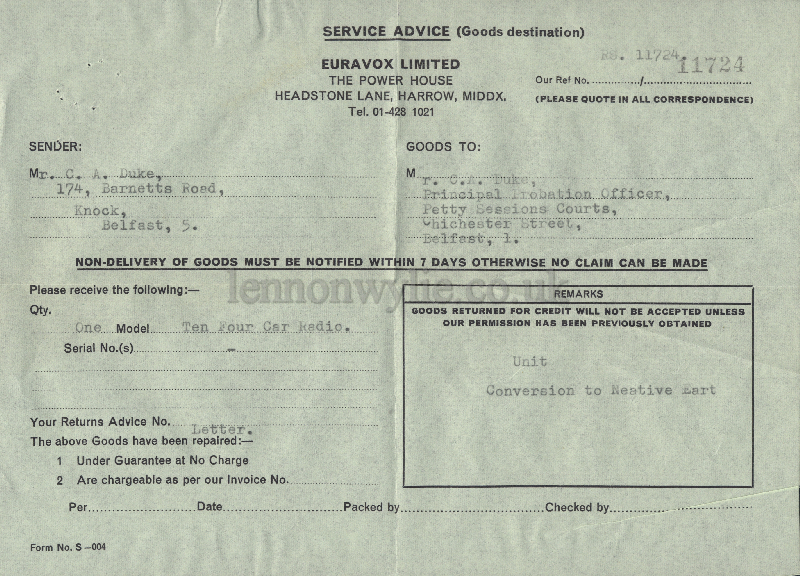 SERVICE ADVICE (Goods destination)
EURAVOX LIMITED
THE POWER HOUSE
HEADSTONE LANE, HARROW, MIDDX.
Tel. 01-428 1021
RS. 11724.
11724
Our Ref No. ............../..............................
(PLEASE QUOTE IN ALL CORRESPONDENCE)
SENDER:
Mr. C. A. Duke,
174, Barnetts Road,
Knock,
Belfast, 5.
GOODS TO:
Mr. C.A. Duke,
Principal Probation Officer,
Petty Sessions Courts,
Chichester Street,
Belfast, 1.
NON-DELIVERY OF GOODS MUST BE NOTIFIED WITHIN 7 DAYS OTHERWISE NO CLAIM CAN BE MADE
lennonwylie.co.uk
Please receive the following:—
Qty.
One Model Ten Four Car Radio.
Serial No.(s) –
Your Returns Advice No. Letter.
The above Goods have been repaired:—
1 Under Guarantee at No Charge
2 Are chargeable as per our Invoice No.
REMARKS
GOODS RETURNED FOR CREDIT WILL NOT BE ACCEPTED UNLESS
OUR PERMISSION HAS BEEN PREVIOUSLY OBTAINED
Unit
Conversion to Neative Eart
Per Date Packed by Checked by
Form No. S–004